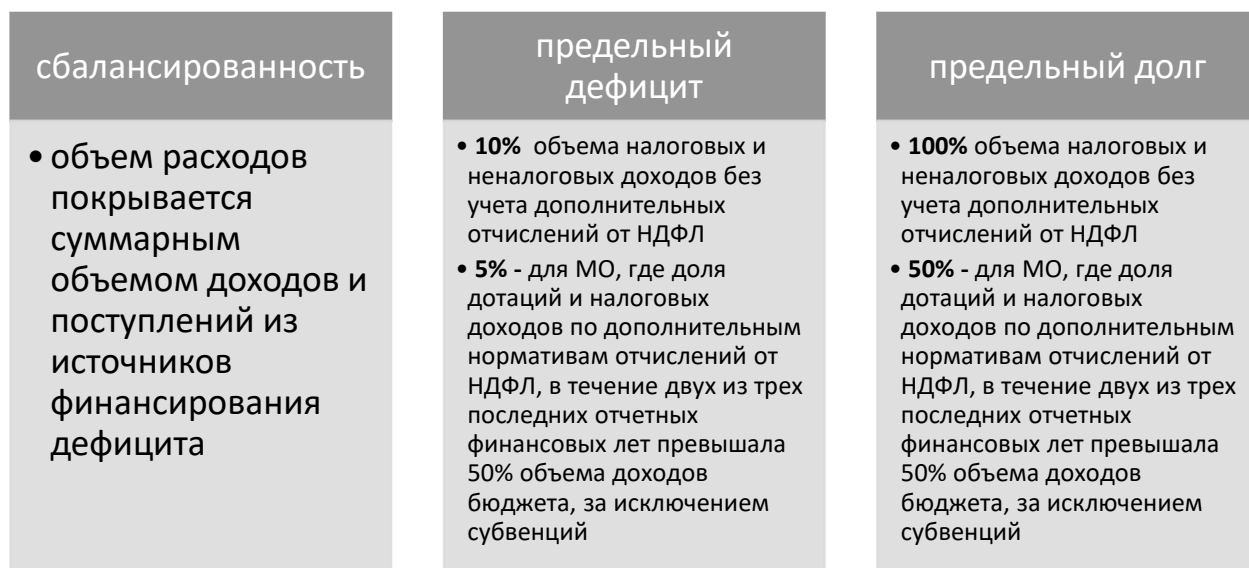 сбалансированность
• объем расходов
покрывается
суммарным
объемом доходов и
поступлений из
источников
финансирования
дефицита
предельный
дефицит
• 10% объема налоговых и
неналоговых доходов без
учета дополнительных
отчислений от НДФЛ
• 5% - для МО, где доля
дотаций и налоговых
доходов по дополнительным
нормативам отчислений от
НДФЛ, в течение двух из трех
последних отчетных
финансовых лет превышала
50% объема доходов
бюджета, за исключением
субвенций
предельный долг
• 100% объема налоговых и
неналоговых доходов без
учета дополнительных
отчислений от НДФЛ
• 50% - для МО, где доля
дотаций и налоговых
доходов по дополнительным
нормативам отчислений от
НДФЛ, в течение двух из трех
последних отчетных
финансовых лет превышала
50% объема доходов
бюджета, за исключением
субвенций